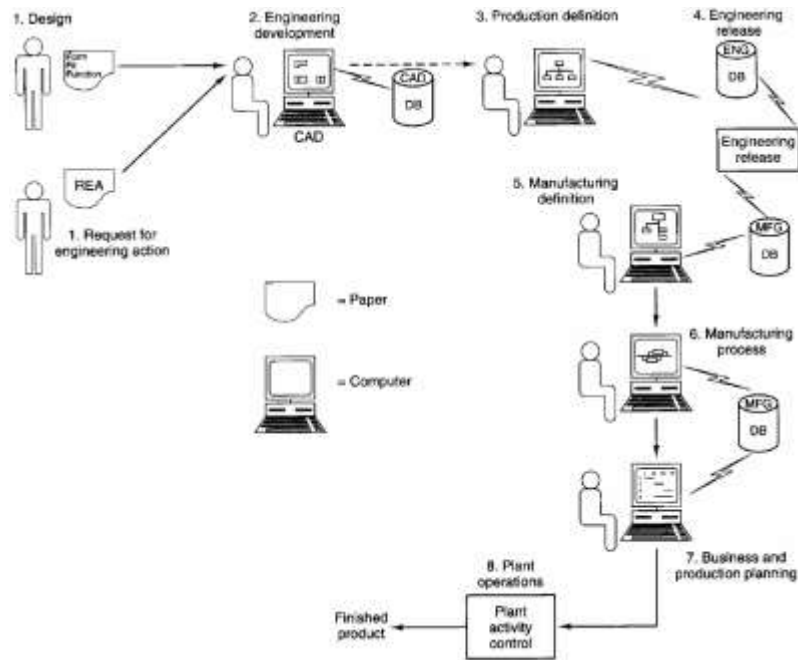 1. Design
Form
Fit
Function
2. Engineering
development
CAD
DB
CAD
3. Production definition
4. Engineering
release
ENG
DB
Engineering
release
REA
1. Request for
engineering action
5. Manufacturing
definition
MFG
DB
= Paper
= Computer
6. Manufacturing
process
MFG
DB
7. Business and
production planning
8. Plant
operations
Plant
activity
control
Finished
product